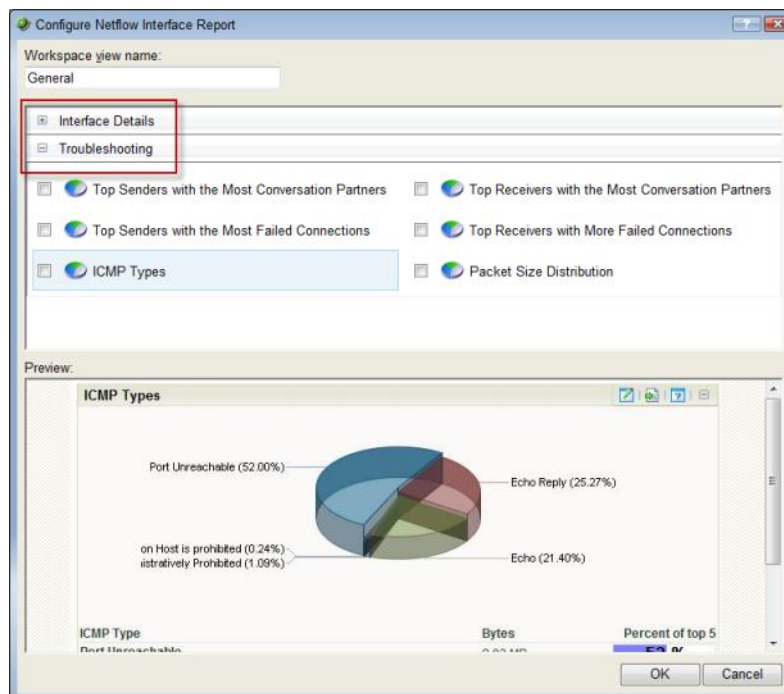 Configure Netflow Interface Report
Workspace view name:
General
Interface Details
Troubleshooting
Top Senders with the Most Conversation Partners
Top Receivers with the Most Conversation Partners
Top Senders with the Most Failed Connections
Top Receivers with More Failed Connections
ICMP Types
Packet Size Distribution
Preview:
ICMP Types
Port Unreachable (52.00%)
Echo Reply (25.27%)
on Host is prohibited (0.24%)
istratively Prohibited (1.09%)
Echo (21.40%)
ICMP Type Bytes Percent of top 5
Port Unreachable 52 %
OK Cancel